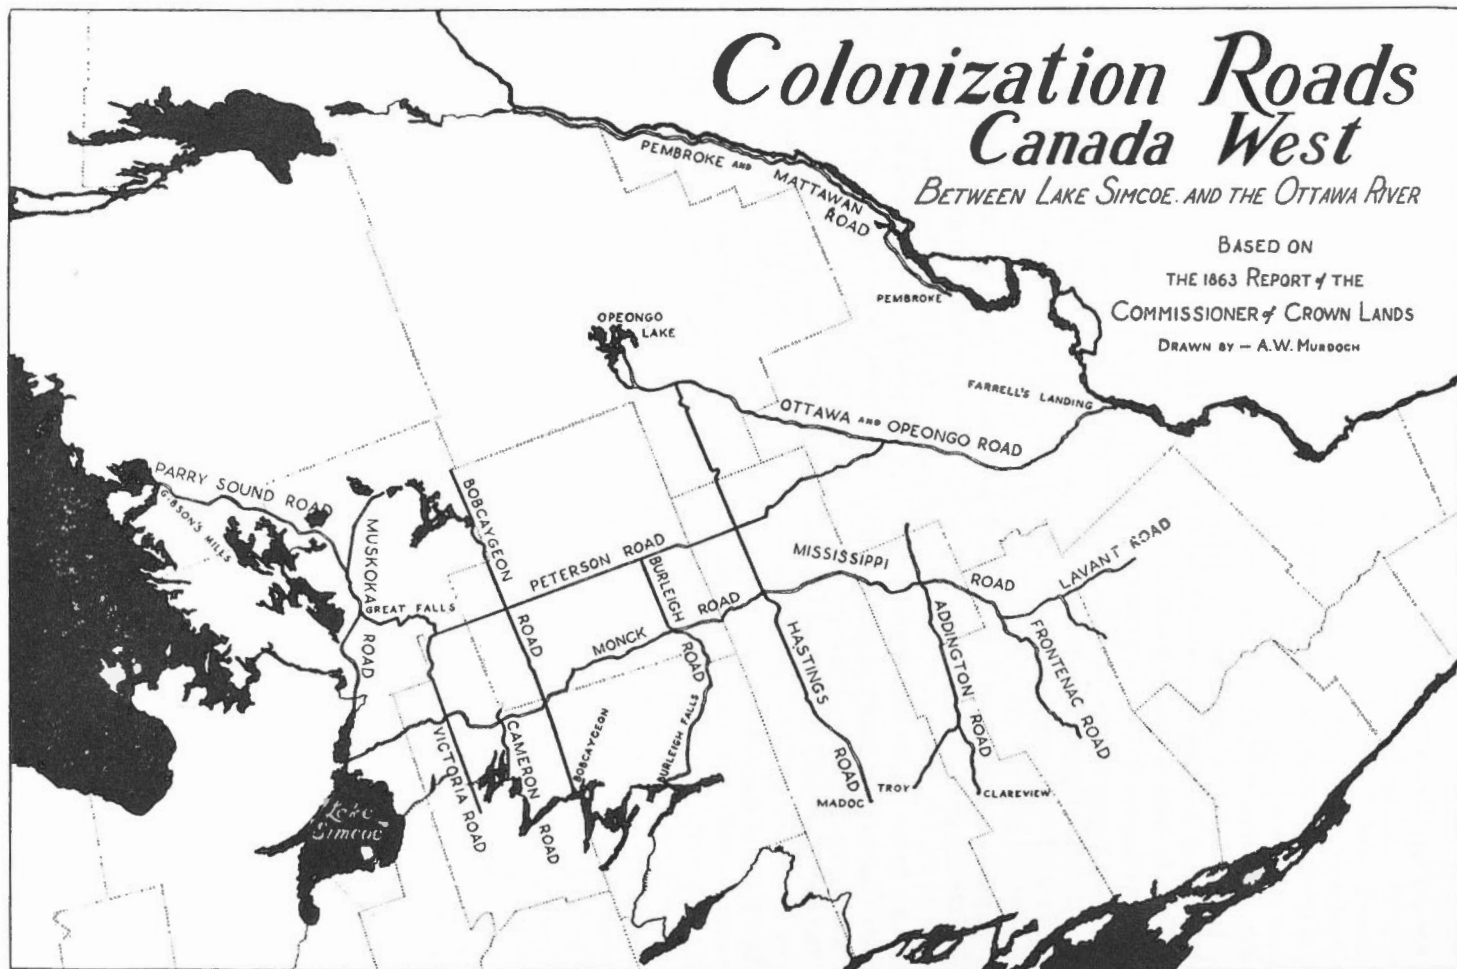 Colonization Roads
Canada West
BETWEEN LAKE SIMCOE AND THE OTTAWA RIVER
BASED ON
THE 1863 REPORT of THE
COMMISSIONER of CROWN LANDS
DRAWN BY — A.W. MURDOCH
PEMBROKE AND
MATTAWAN
ROAD
PEMBROKE
OPEONGO
LAKE
FARRELL'S LANDING
OTTAWA AND OPEONGO ROAD
PARRY SOUND ROAD
GIBSON'S MILLS
MUSKOKA
ROAD
GREAT FALLS
BOBCAYGEON
ROAD
PETERSON ROAD
BURLEIGH
ROAD
MONCK
ROAD
MISSISSIPPI
ROAD
LAVANT ROAD
HASTINGS
ROAD
ADDINGTON
ROAD
FRONTENAC ROAD
VICTORIA ROAD
CAMERON
ROAD
BOBCAYGEON
BURLEIGH FALLS
MADOC
TROY
CLAREVIEW
Lake
Simcoe